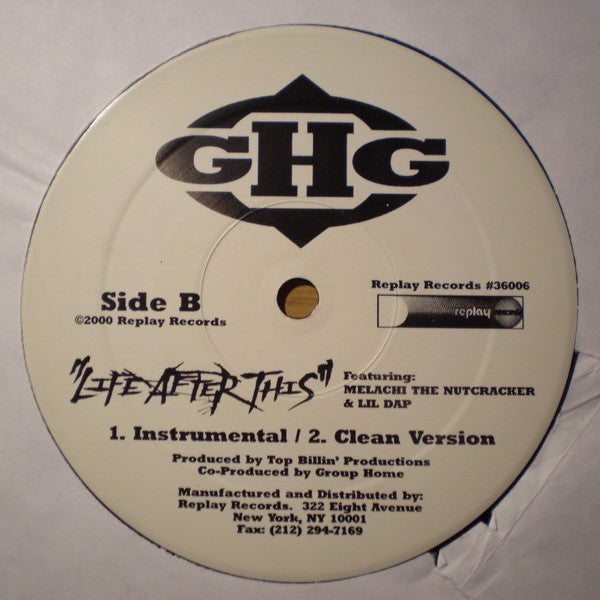 GHG
Replay Records #36006
replay records
Side B
©2000 Replay Records
"LIFE AFTER THIS"
Featuring:
MELACHI THE NUTCRACKER
& LIL DAP
1. Instrumental / 2. Clean Version
Produced by Top Billin' Productions
Co-Produced by Group Home
Manufactured and Distributed by:
Replay Records. 322 Eight Avenue
New York, NY 10001
Fax: (212) 294-7169